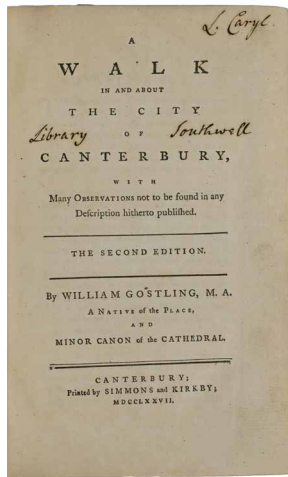 L. Caryl
A
WALK
IN AND ABOUT
THE CITY
OF
Library Southwell
CANTERBURY,
WITH
Many OBSERVATIONS not to be found in any
Description hitherto published.
THE SECOND EDITION.
By WILLIAM GOSTLING, M. A.
A NATIVE of the PLACE,
AND
MINOR CANON of the CATHEDRAL.
CANTERBURY;
Printed by SIMMONS and KIRKBY;
MDCCLXXVII.